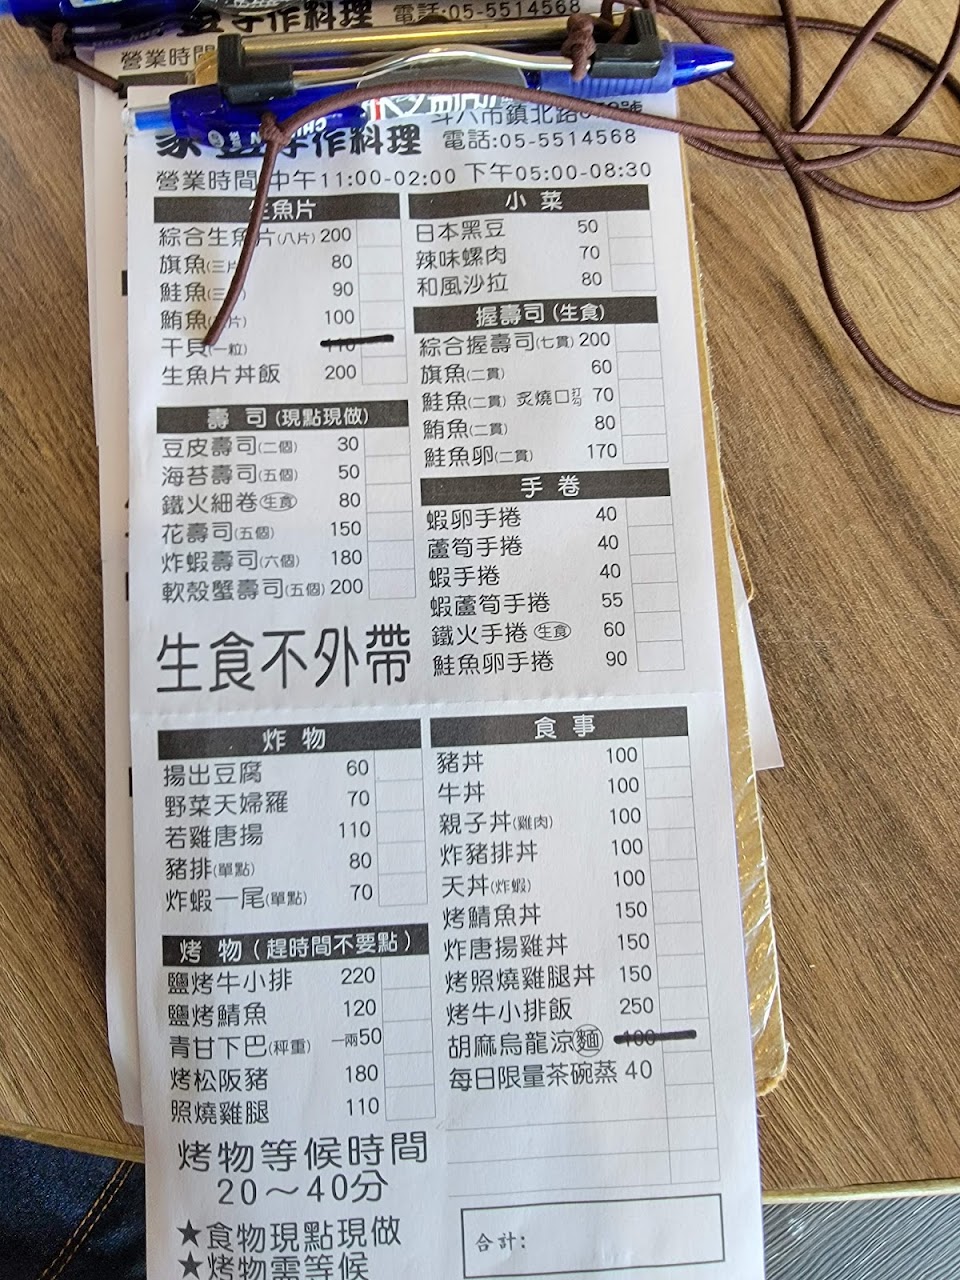 手作料理 電話:05-5514568
營業時間
斗六市鎮北路
手作料理 電話:05-5514568
營業時間 中午11:00-02:00 下午05:00-08:30
生魚片
綜合生魚片(八片) 200
旗魚(三片 80
鮭魚(三 90
鮪魚 片) 100
干貝(一粒) 110
生魚片丼飯 200
壽 司 (現點現做)
豆皮壽司(二個) 30
海苔壽司(五個) 50
鐵火細卷 生食 80
花壽司(五個) 150
炸蝦壽司(六個) 180
軟殼蟹壽司(五個) 200
生食不外帶
小 菜
日本黑豆 50
辣味螺肉 70
和風沙拉 80
握壽司 (生食)
綜合握壽司(七貫) 200
旗魚(二貫) 60
鮭魚(二貫) 炙燒口打勾 70
鮪魚(二貫) 80
鮭魚卵(二貫) 170
手 卷
蝦卵手捲 40
蘆筍手捲 40
蝦手捲 40
蝦蘆筍手捲 55
鐵火手捲 生食 60
鮭魚卵手捲 90
炸 物
揚出豆腐 60
野菜天婦羅 70
若雞唐揚 110
豬排(單點) 80
炸蝦一尾(單點) 70
烤 物 ( 趕時間不要點 )
鹽烤牛小排 220
鹽烤鯖魚 120
青甘下巴(秤重) 一兩50
烤松阪豬 180
照燒雞腿 110
烤物等候時間
20～40分
★食物現點現做
★烤物需等候
食 事
豬丼 100
牛丼 100
親子丼(雞肉) 100
炸豬排丼 100
天丼(炸蝦) 100
烤鯖魚丼 150
炸唐揚雞丼 150
烤照燒雞腿丼 150
烤牛小排飯 250
胡麻烏龍涼麵 100
每日限量茶碗蒸 40
合計: